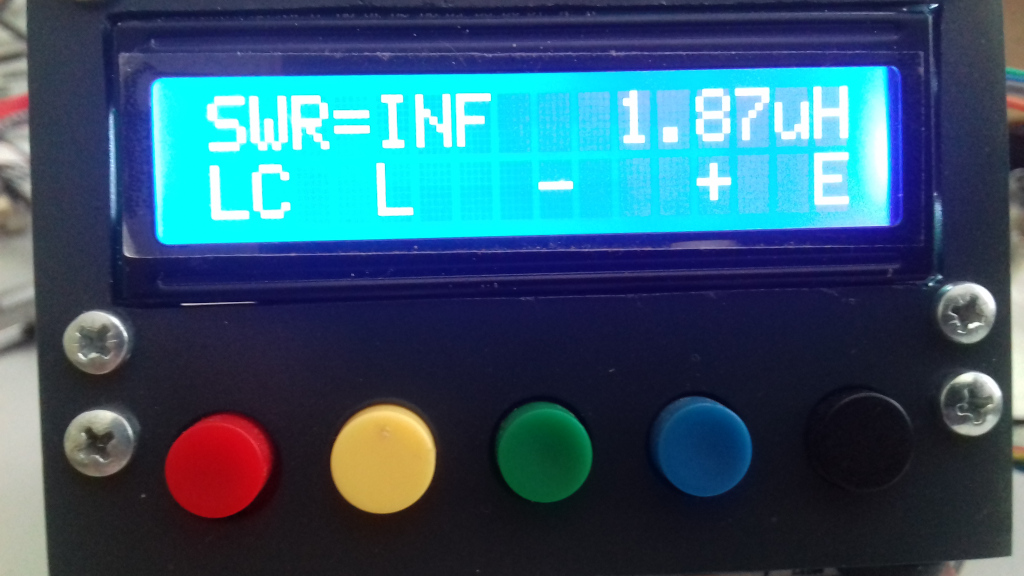 SWR=INF 1.87uH
LC L - + E